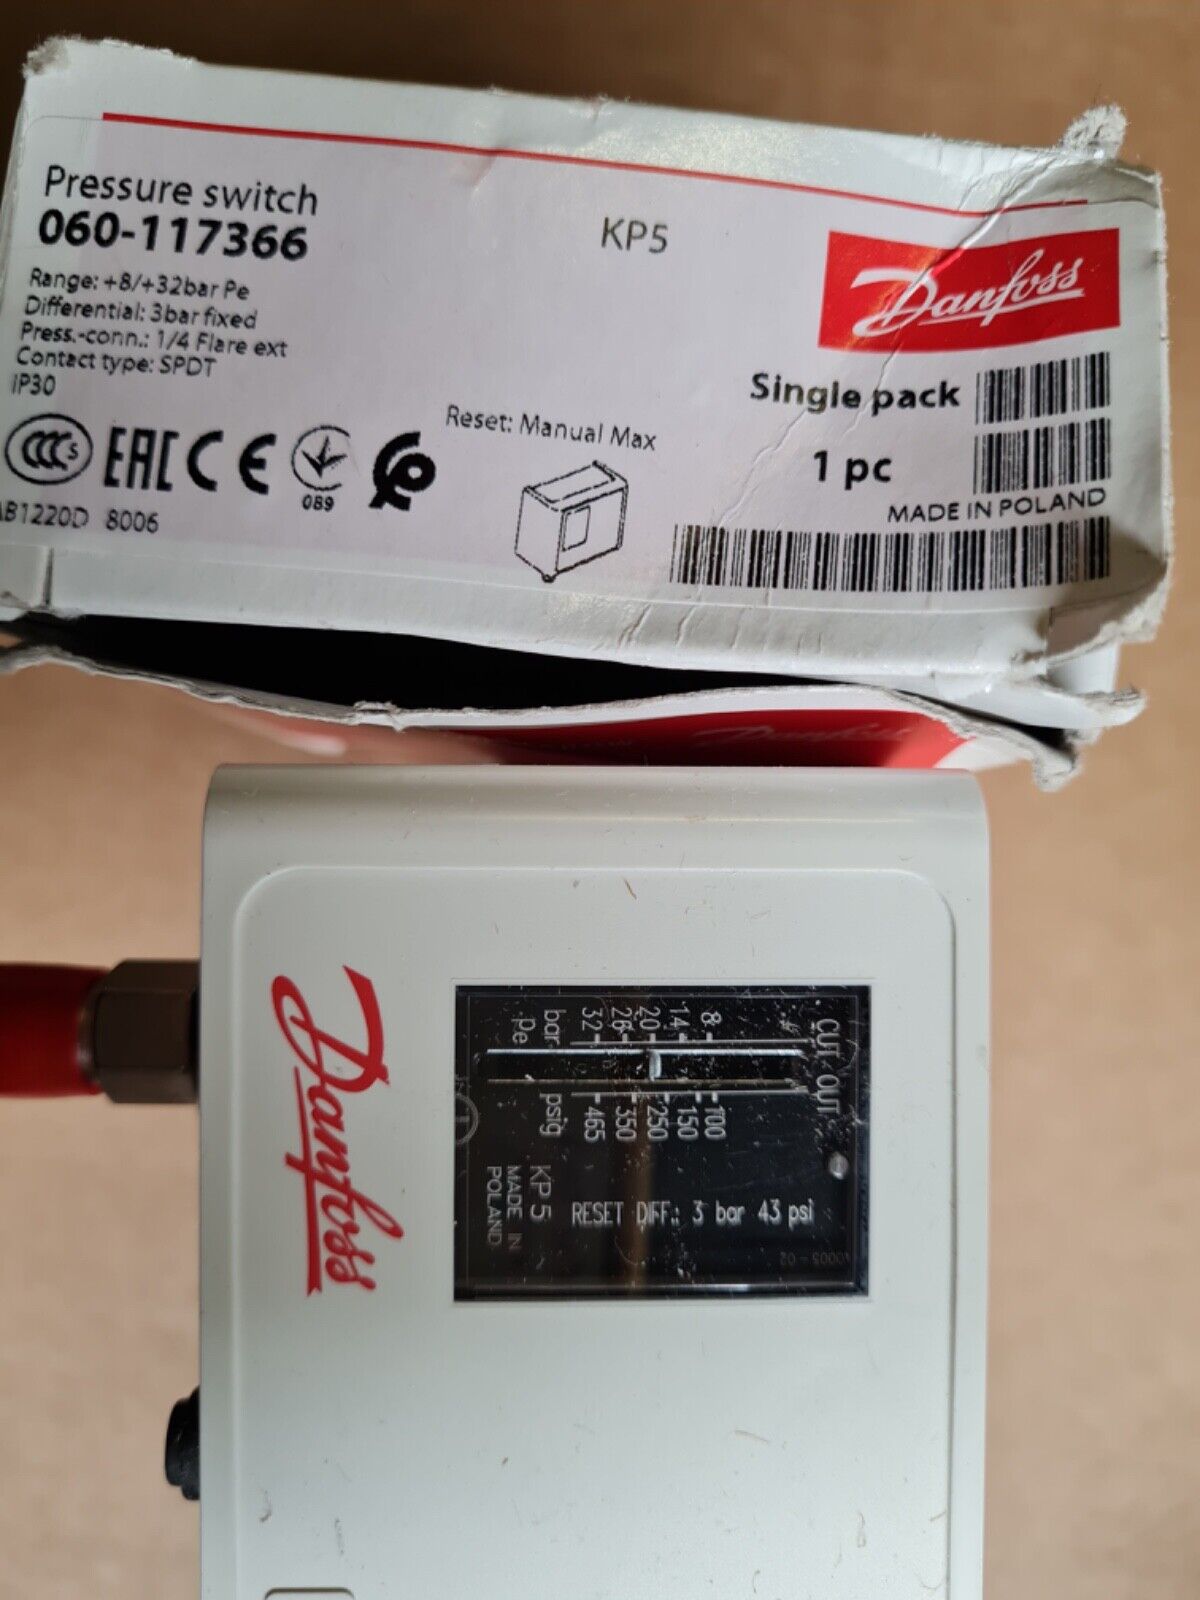 Pressure switch
060-117366
KP5
Danfoss
Range: +8/+32bar Pe
Differential: 3bar fixed
Press.-conn.: 1/4 Flare ext
Contact type: SPDT
IP30
Reset: Manual Max
Single pack
1 pc
MADE IN POLAND
CCC S
EAC CE
089
AB1220D 8006
Danfoss
Danfoss
CUT OUT
8
14
20
26
32
bar
pe
100
150
250
350
465
psig
RESET DIFF.: 3 bar 43 psi
KP 5
MADE IN
POLAND